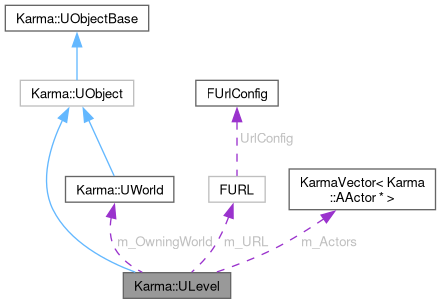 Karma::UObjectBase
Karma::UObject
FUrlConfig
UrlConfig
Karma::UWorld
FURL
KarmaVector< Karma
::AActor * >
m_OwningWorld
m_URL
m_Actors
Karma::ULevel